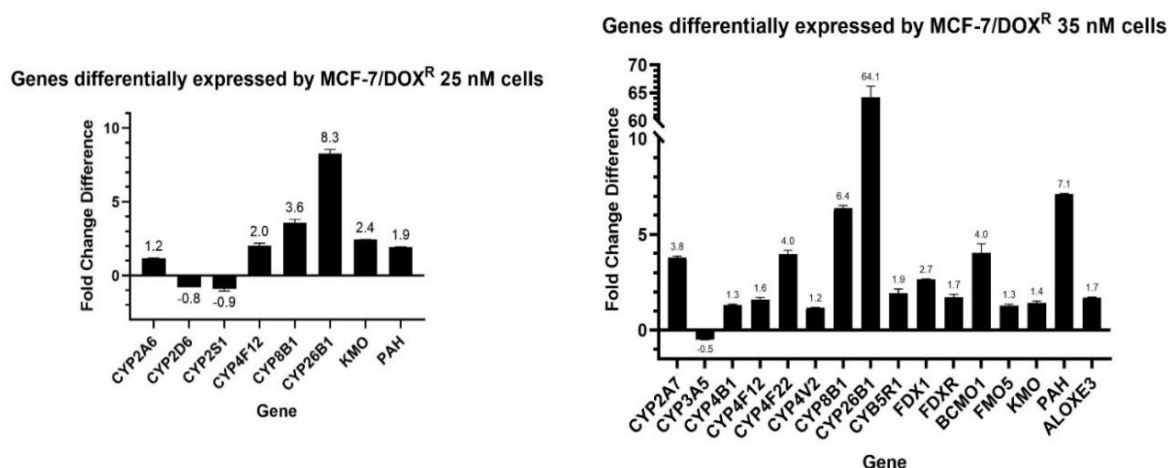 Genes differentially expressed by MCF-7/DOXᴿ 25 nM cells
Fold Change Difference
10
5
0
1.2
-0.8
-0.9
2.0
3.6
8.3
2.4
1.9
CYP2A6
CYP2D6
CYP2S1
CYP4F12
CYP8B1
CYP26B1
KMO
PAH
Gene
Genes differentially expressed by MCF-7/DOXᴿ 35 nM cells
Fold Change Difference
70
65
60
10
5
0
3.8
-0.5
1.3
1.6
4.0
1.2
6.4
64.1
1.9
2.7
1.7
4.0
1.3
1.4
7.1
1.7
CYP2A7
CYP3A5
CYP4B1
CYP4F12
CYP4F22
CYP4V2
CYP8B1
CYP26B1
CYB5R1
FDX1
FDXR
BCMO1
FMO5
KMO
PAH
ALOXE3
Gene